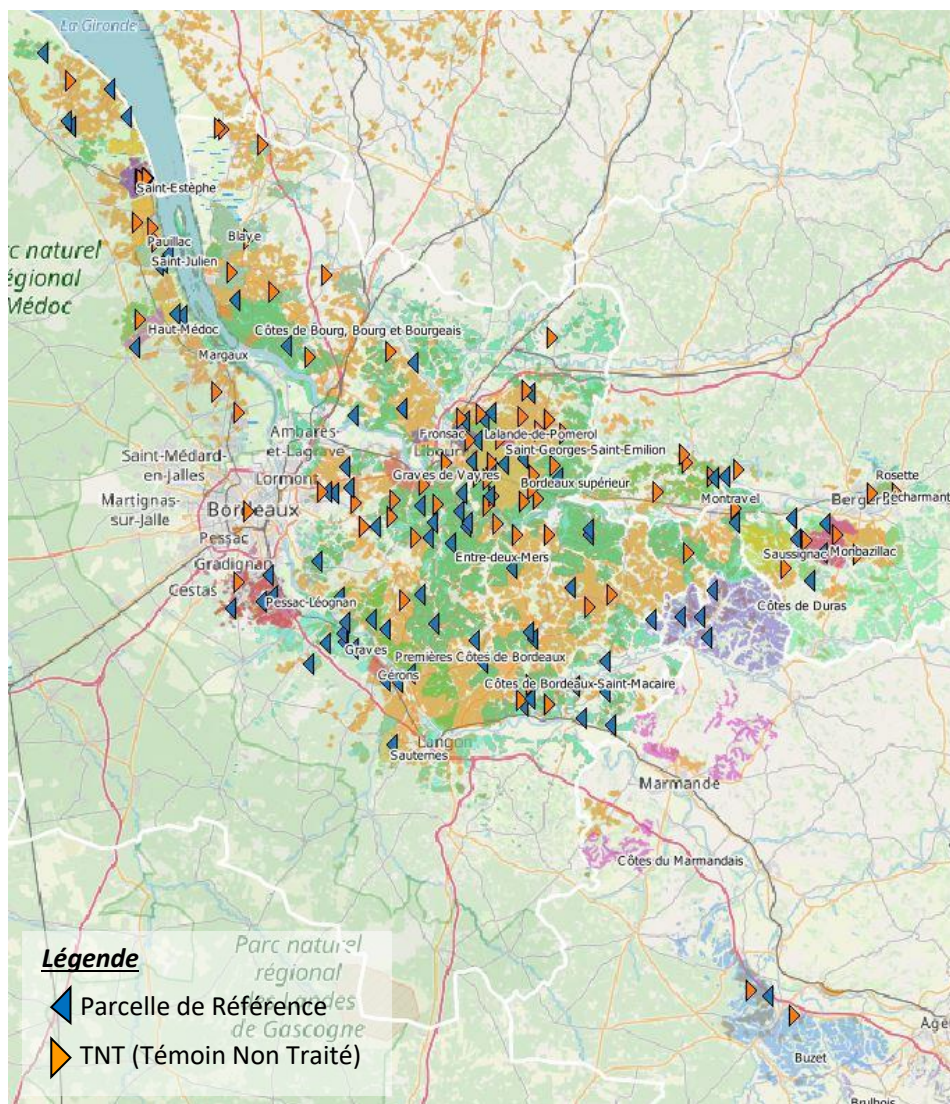 La Gironde
Saint-Estèphe
Pauillac
Blaye
Saint-Julien
rc naturel
égional
Médoc
Haut-Médoc
Côtes de Bourg, Bourg et Bourgeais
Margaux
Ambarès
-et-Lagrave
Fronsac
Lalande-de-Pomerol
Libour
Saint-Georges-Saint-Emilion
Saint-Médard
-en-Jalles
Lormont
Graves de Vayres
Bordeaux supérieur
Rosette
Montravel
Bergera
Pécharmant
Martignas
-sur-Jalle
Bordeaux
Pessac
Gradignan
Entre-deux-Mers
Saussignac
Monbazillac
Cestas
Pessac-Léognan
Côtes de Duras
Graves
Premières Côtes de Bordeaux
Cérons
Côtes de Bordeaux-Saint-Macaire
Langon
Sauternes
Marmande
Côtes du Marmandais
Légende
Parc naturel
régional
des Landes
de Gascogne
Parcelle de Référence
TNT (Témoin Non Traité)
Age
Buzet
Brulhois